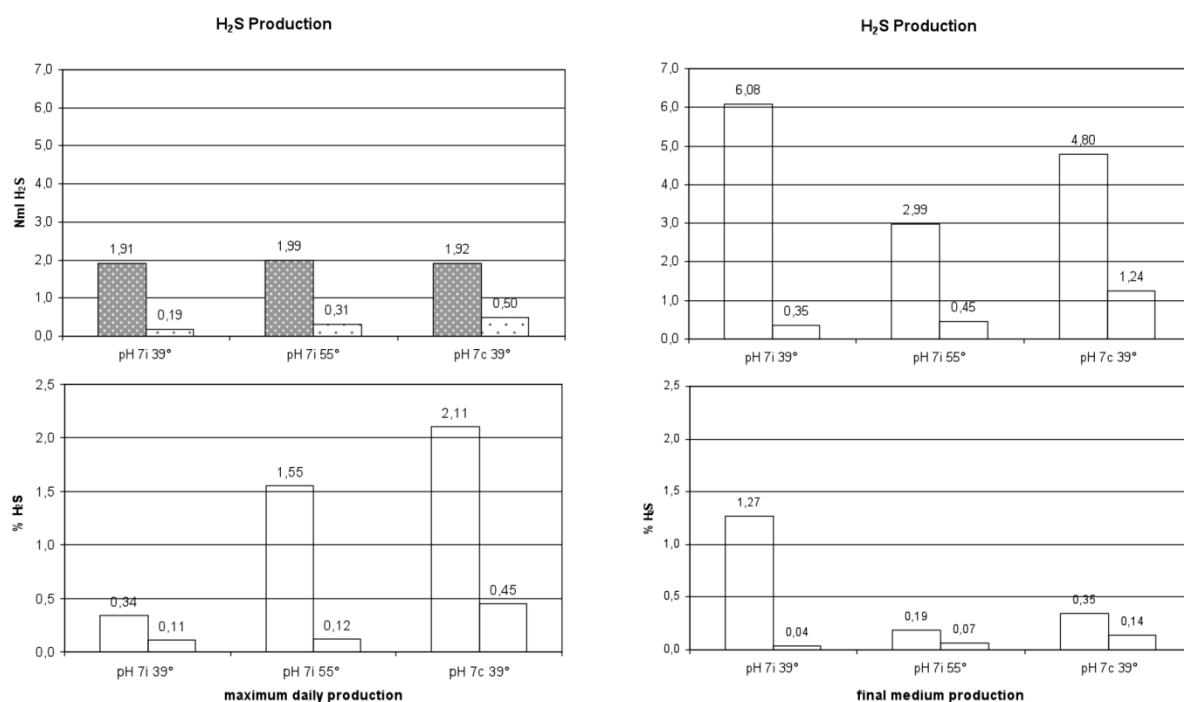 H₂S Production
7,0
6,0
5,0
4,0
3,0
2,0
1,0
0,0
Nml H₂S
1,91
0,19
1,99
0,31
1,92
0,50
pH 7i 39°
pH 7i 55°
pH 7c 39°
2,5
2,0
1,5
1,0
0,5
0,0
% H₂S
0,34
0,11
1,55
0,12
2,11
0,45
pH 7i 39°
pH 7i 55°
pH 7c 39°
maximum daily production
H₂S Production
7,0
6,0
5,0
4,0
3,0
2,0
1,0
0,0
6,08
0,35
2,99
0,45
4,80
1,24
pH 7i 39°
pH 7i 55°
pH 7c 39°
2,5
2,0
1,5
1,0
0,5
0,0
% H₂S
1,27
0,04
0,19
0,07
0,35
0,14
pH 7i 39°
pH 7i 55°
pH 7c 39°
final medium production